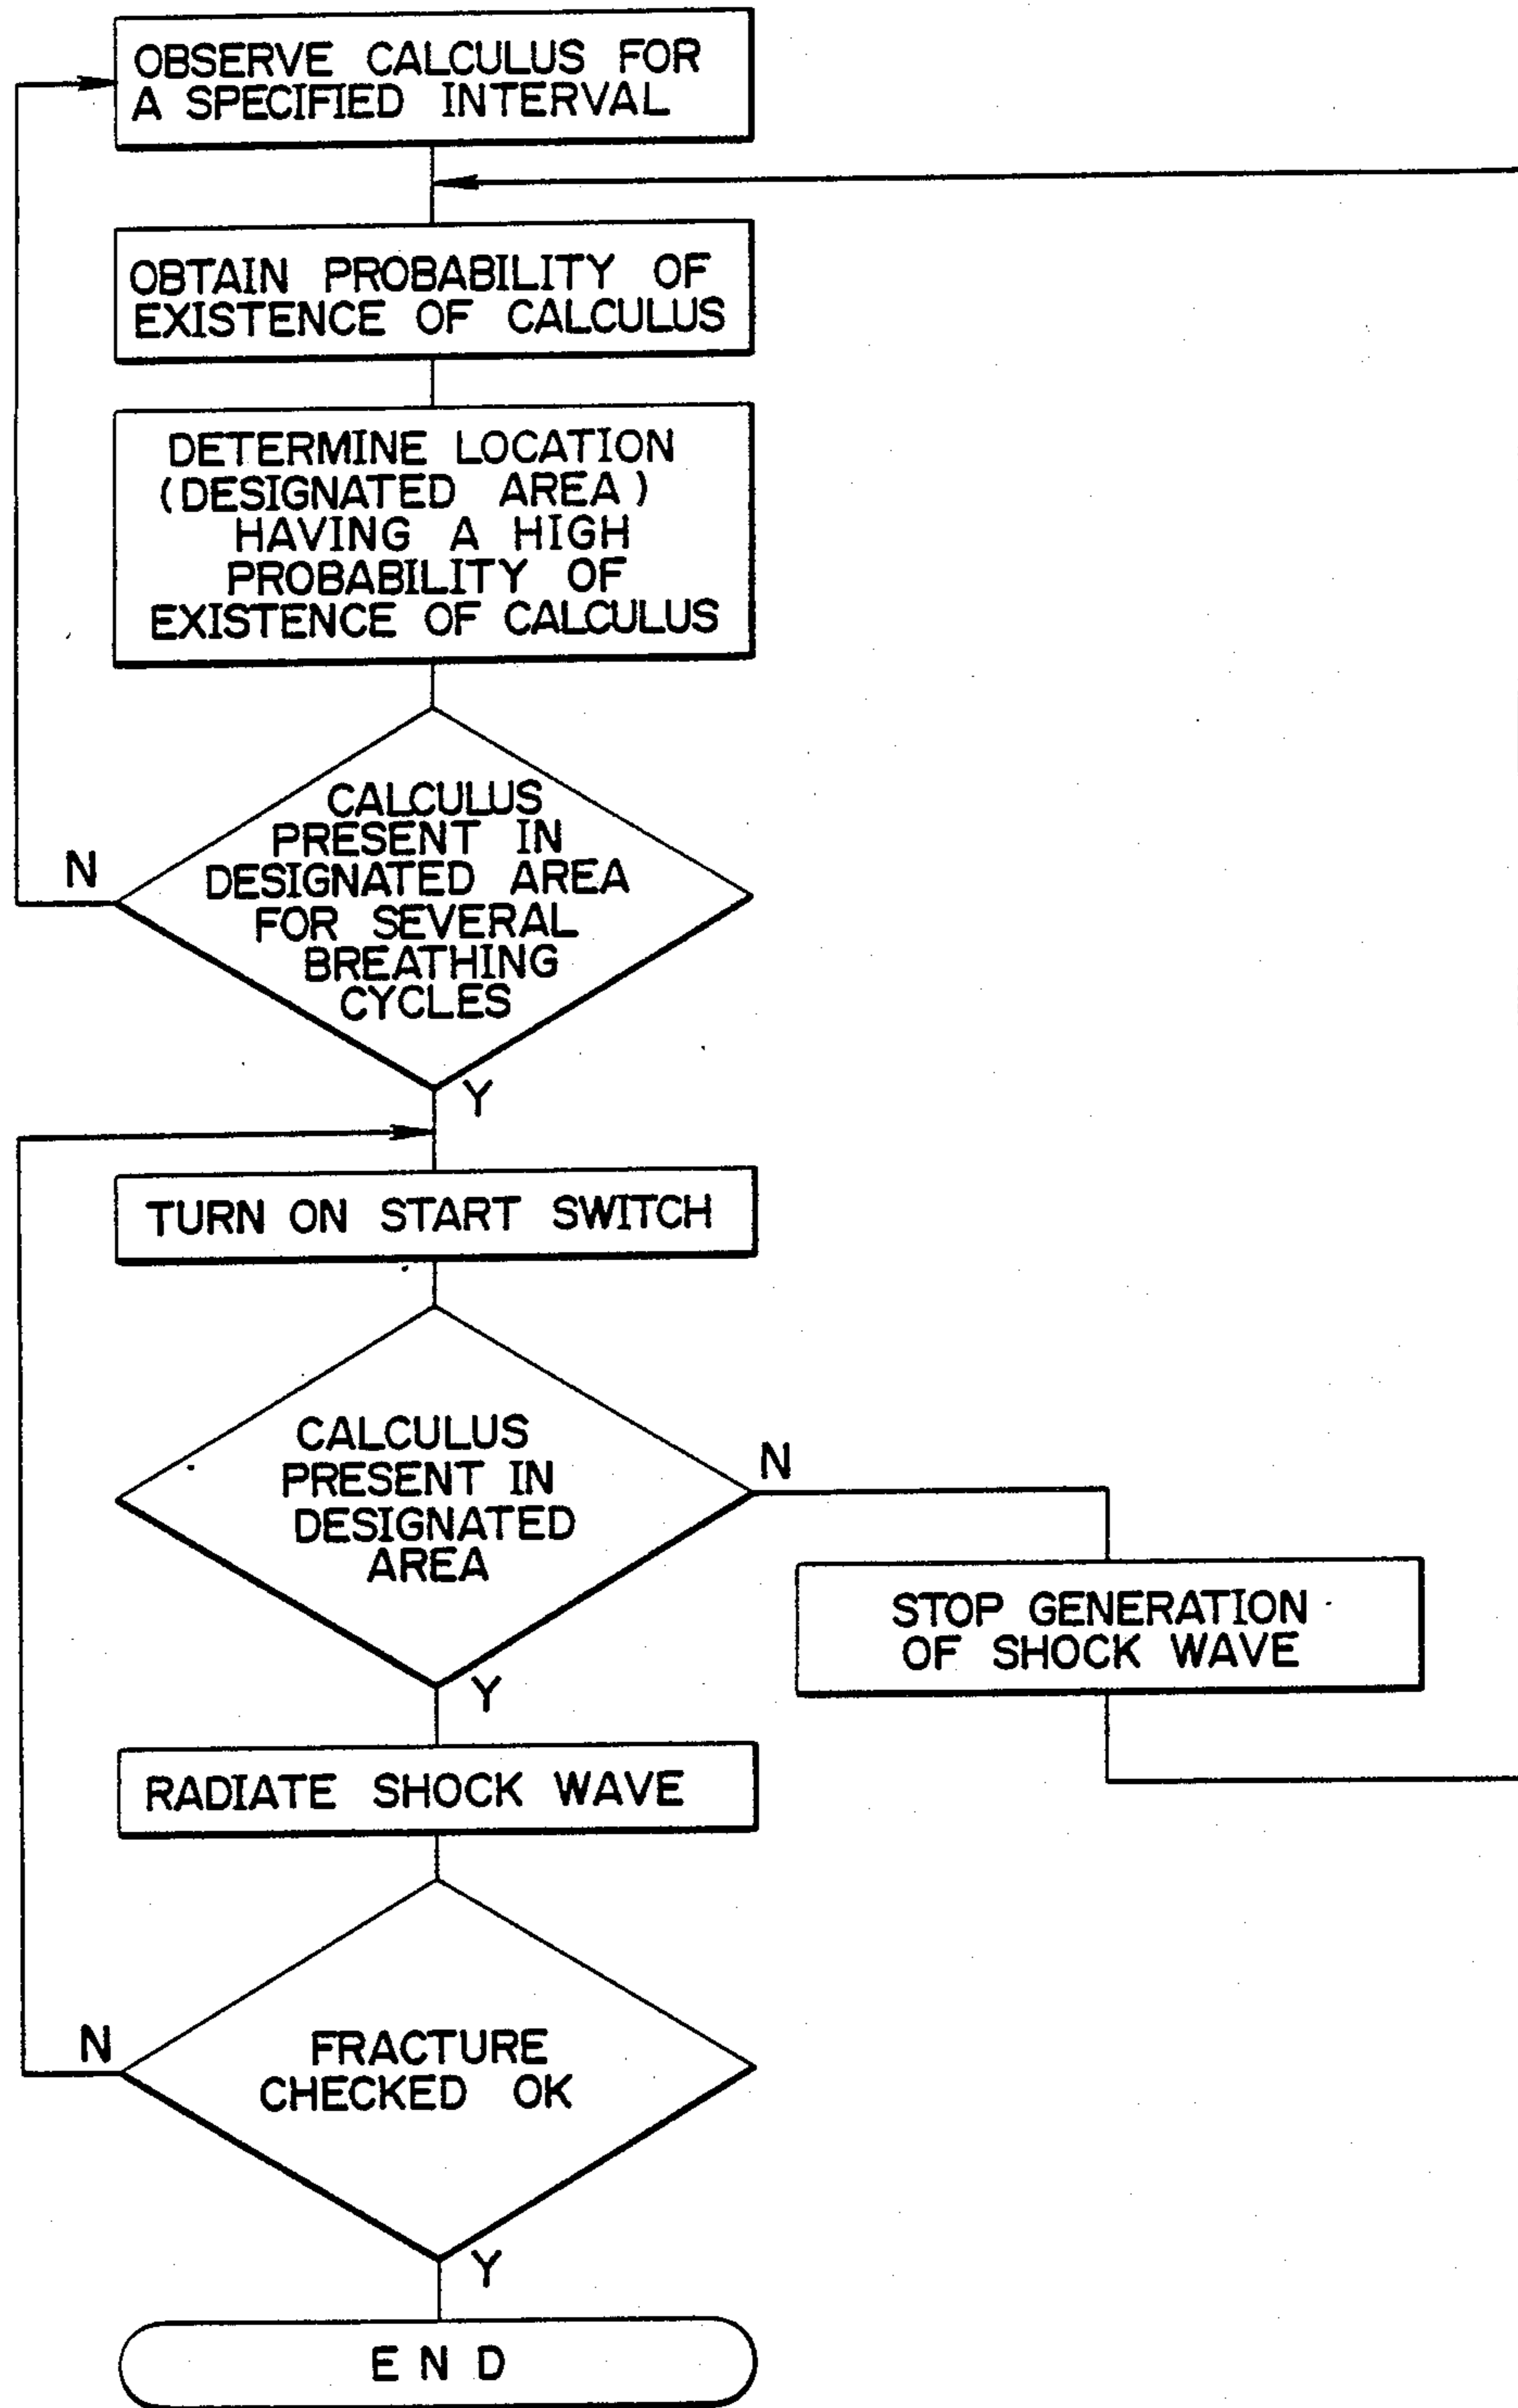 OBSERVE CALCULUS FOR
A SPECIFIED INTERVAL
OBTAIN PROBABILITY OF
EXISTENCE OF CALCULUS
DETERMINE LOCATION
(DESIGNATED AREA)
HAVING A HIGH
PROBABILITY OF
EXISTENCE OF CALCULUS
CALCULUS
PRESENT IN
DESIGNATED AREA
FOR SEVERAL
BREATHING
CYCLES
N
Y
TURN ON START SWITCH
CALCULUS
PRESENT IN
DESIGNATED
AREA
N
STOP GENERATION
OF SHOCK WAVE
Y
RADIATE SHOCK WAVE
FRACTURE
CHECKED OK
N
Y
END